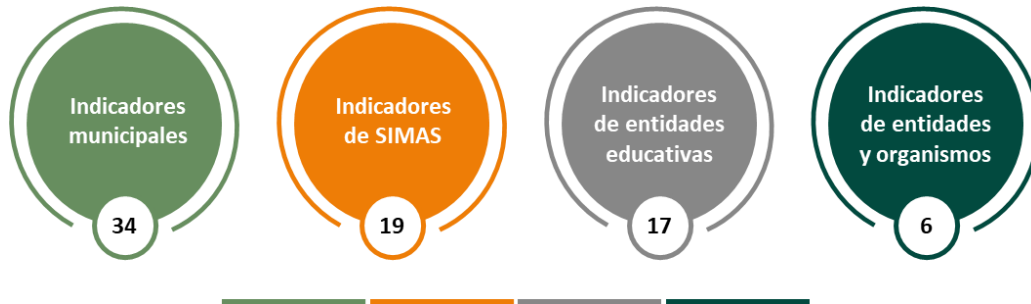 Indicadores
municipales
34
Indicadores
de SIMAS
19
Indicadores
de entidades
educativas
17
Indicadores
de entidades
y organismos
6